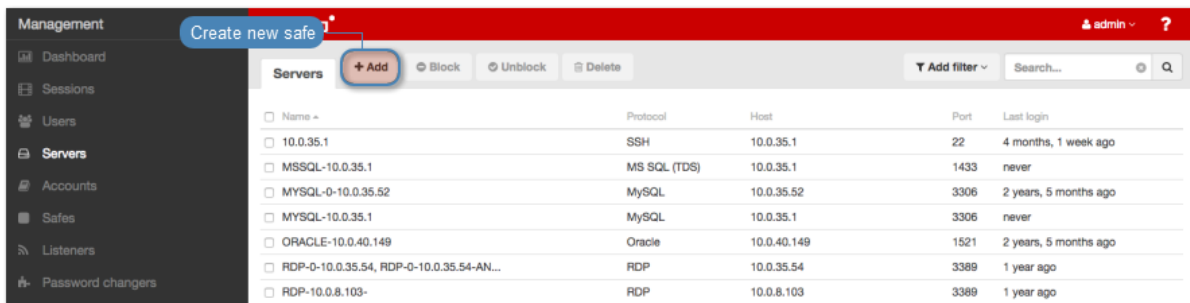 Management
Create new safe
admin
?
Dashboard
Sessions
Users
Servers
Accounts
Safes
Listeners
Password changers
Servers
+ Add
Block
Unblock
Delete
Add filter
Search...
Name Protocol Host Port Last login
10.0.35.1 SSH 10.0.35.1 22 4 months, 1 week ago
MSSQL-10.0.35.1 MS SQL (TDS) 10.0.35.1 1433 never
MYSQL-0-10.0.35.52 MySQL 10.0.35.52 3306 2 years, 5 months ago
MYSQL-10.0.35.1 MySQL 10.0.35.1 3306 never
ORACLE-10.0.40.149 Oracle 10.0.40.149 1521 2 years, 5 months ago
RDP-0-10.0.35.54, RDP-0-10.0.35.54-AN... RDP 10.0.35.54 3389 1 year ago
RDP-10.0.8.103- RDP 10.0.8.103 3389 1 year ago